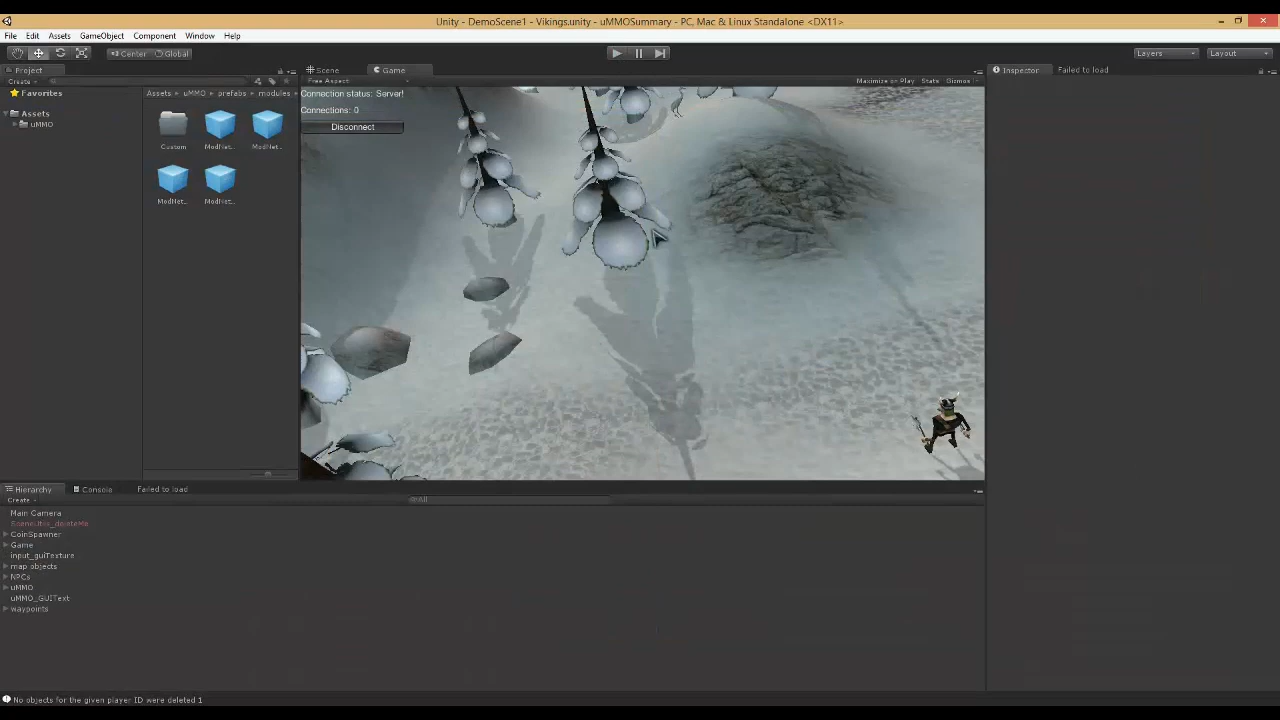 Unity - DemoScene1 - Vikings.unity - uMMOSummary - PC, Mac & Linux Standalone <DX11>
File Edit Assets GameObject Component Window Help
Center Global Layers Layout
Project Scene Game Inspector Failed to load
Create Free Aspect Maximize on Play Stats Gizmos
Favorites Assets uMMO prefabs modules Connection status: Server!
Connections: 0
Assets
uMMO
Disconnect
Custom ModNet... ModNet...
ModNet... ModNet...
Hierarchy Console Failed to load
Create All
Main Camera
CoinSpawner
Game
input_guiTexture
map objects
NPCs
uMMO
uMMO_GUIText
waypoints
No objects for the given player ID were deleted 1